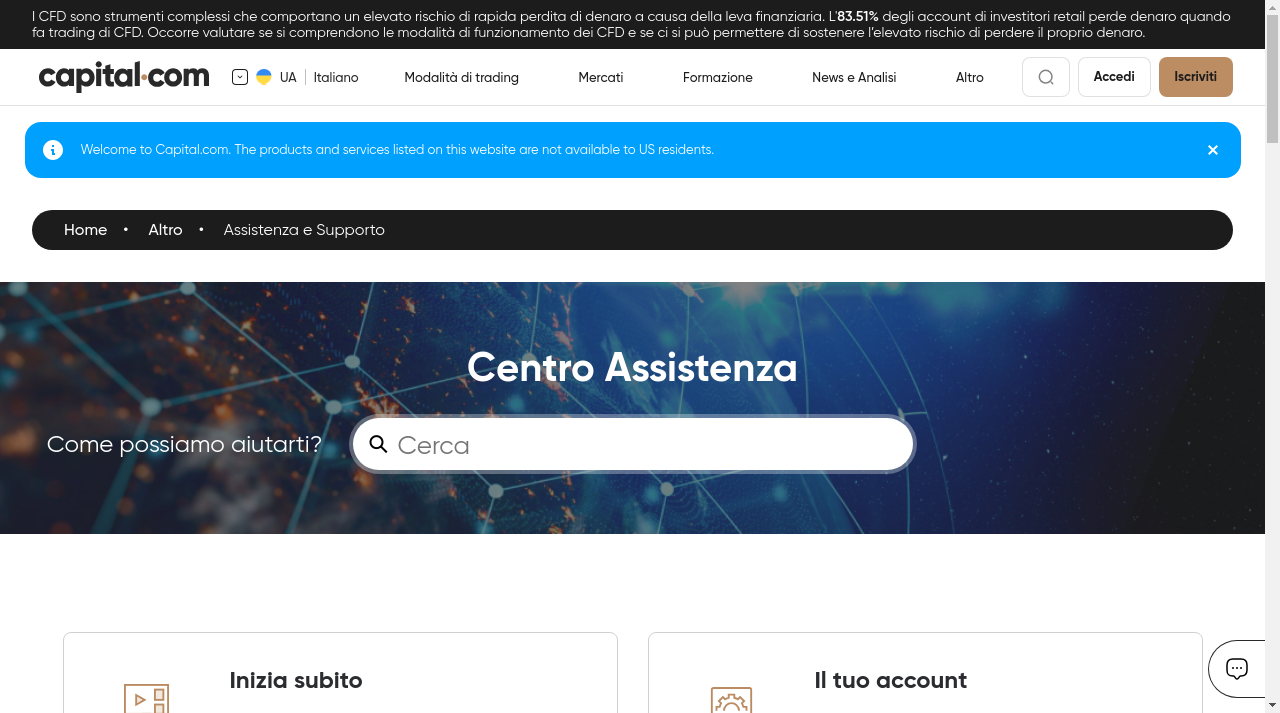 I CFD sono strumenti complessi che comportano un elevato rischio di rapida perdita di denaro a causa della leva finanziaria. L'83.51% degli account di investitori retail perde denaro quando
fa trading di CFD. Occorre valutare se si comprendono le modalità di funzionamento dei CFD e se ci si può permettere di sostenere l'elevato rischio di perdere il proprio denaro.
capital.com UA Italiano Modalità di trading Mercati Formazione News e Analisi Altro Accedi Iscriviti
Welcome to Capital.com. The products and services listed on this website are not available to US residents.
Home • Altro • Assistenza e Supporto
Centro Assistenza
Come possiamo aiutarti? Cerca
Inizia subito Il tuo account